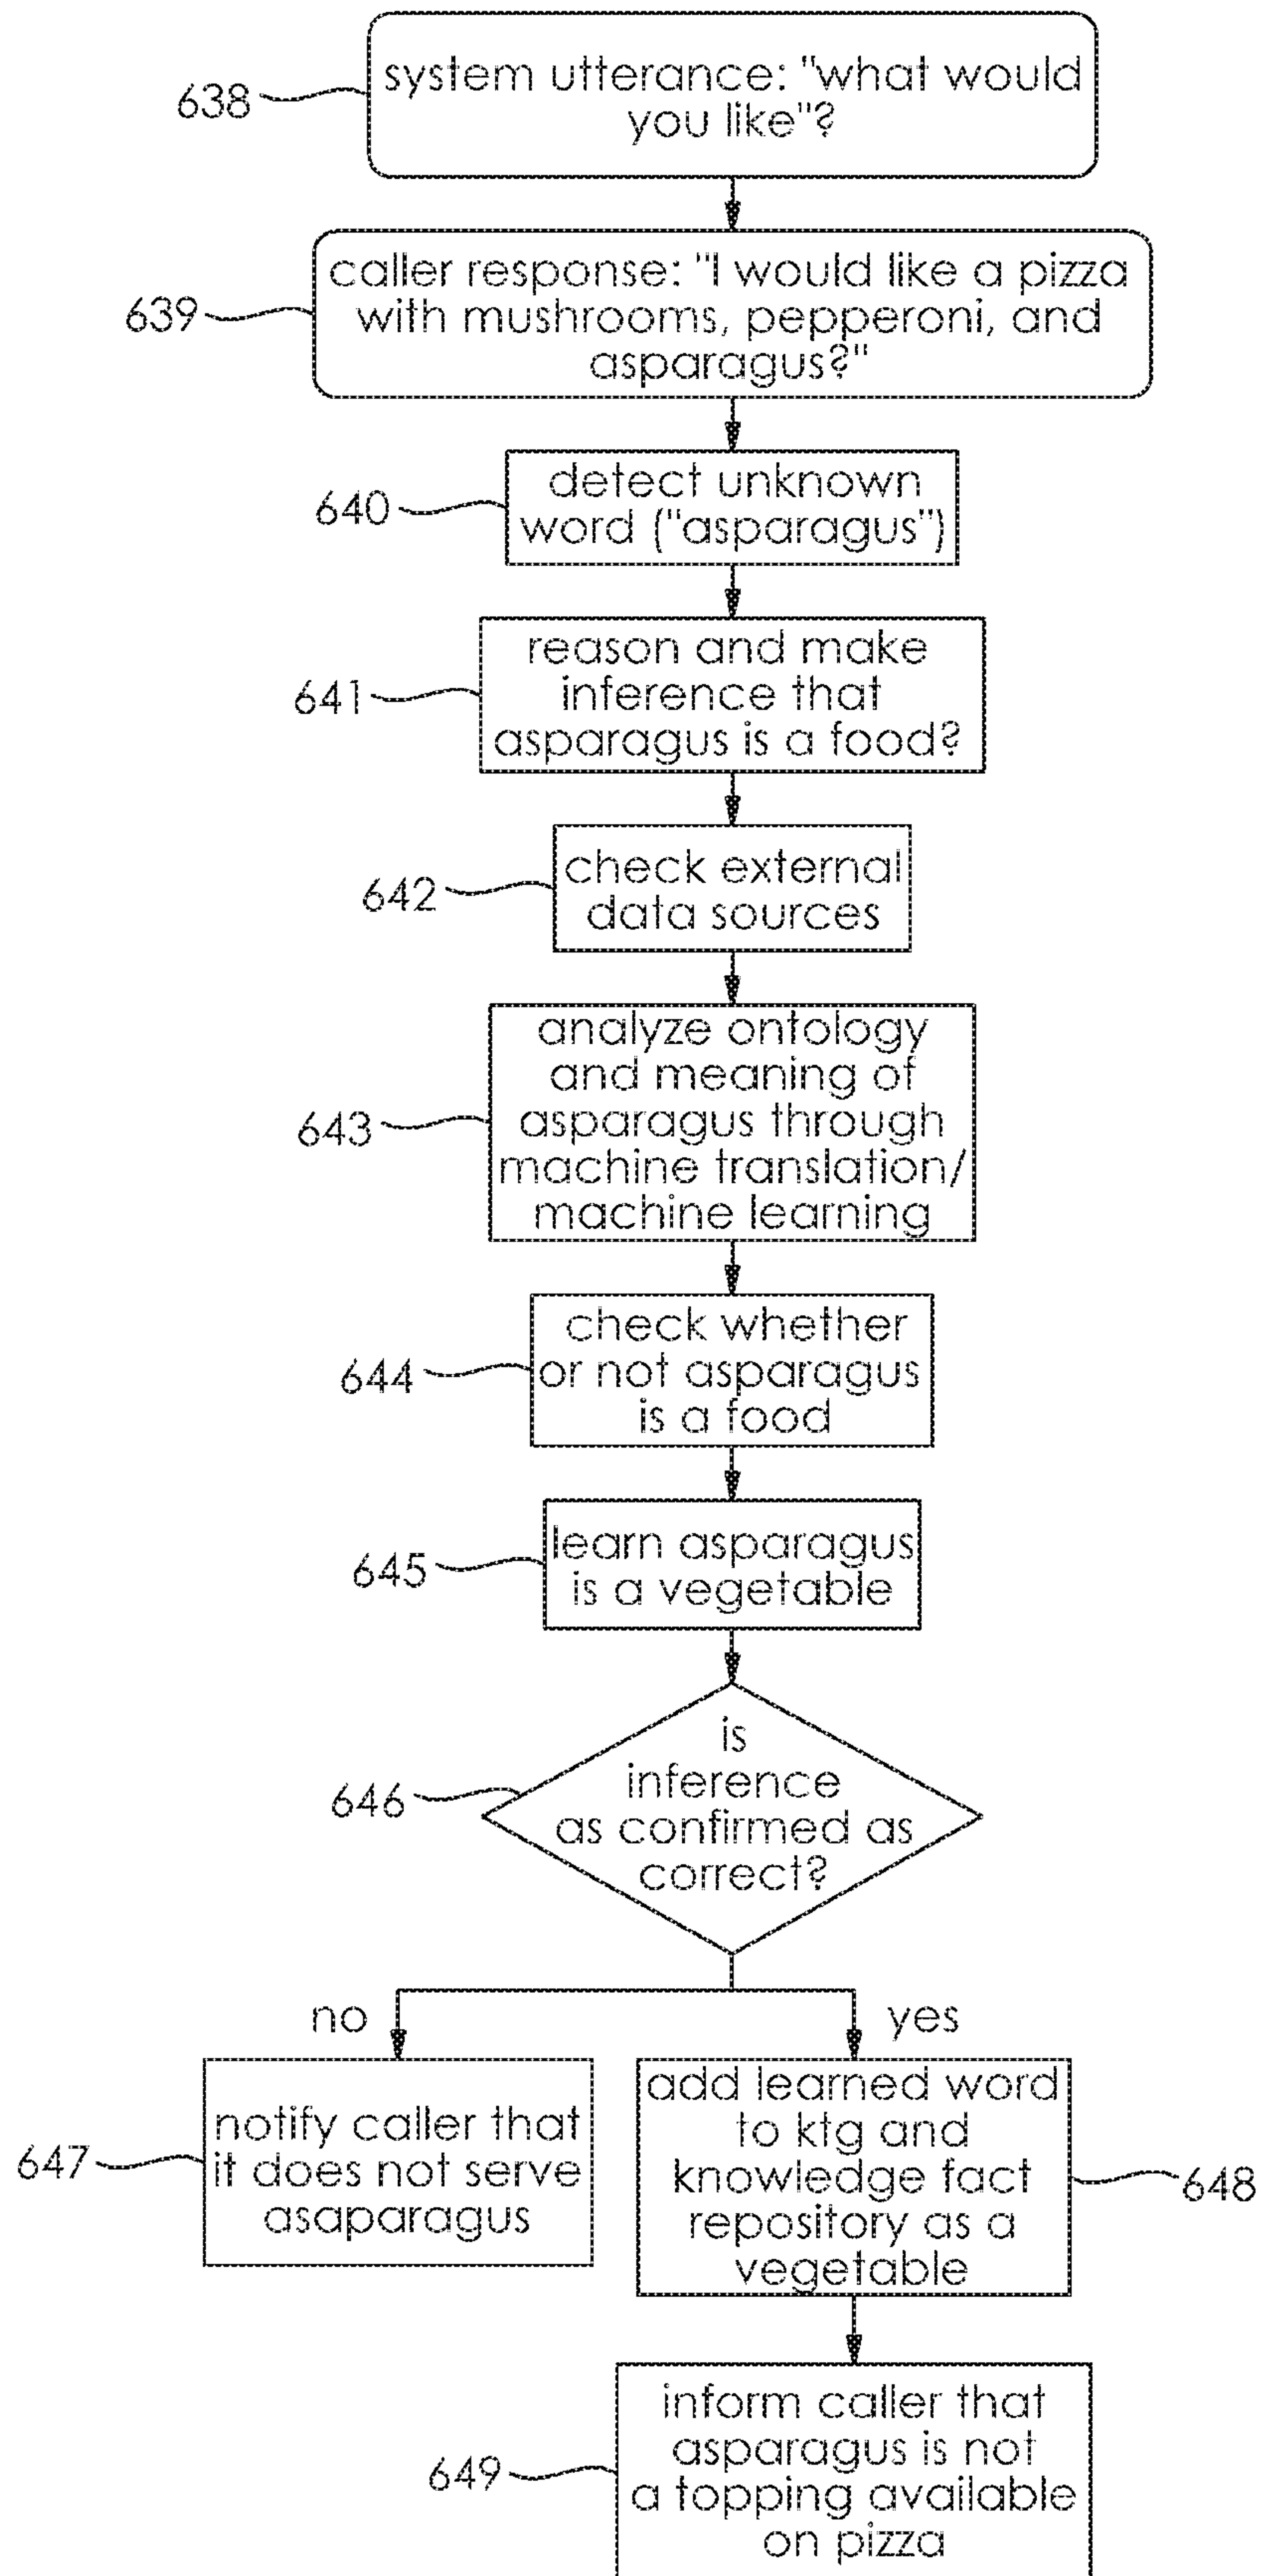 638
system utterance: "what would
you like"?
639
caller response: "I would like a pizza
with mushrooms, pepperoni, and
asparagus?"
640
detect unknown
word ("asparagus")
641
reason and make
inference that
asparagus is a food?
642
check external
data sources
643
analyze ontology
and meaning of
asparagus through
machine translation/
machine learning
644
check whether
or not asparagus
is a food
645
learn asparagus
is a vegetable
646
is
inference
as confirmed as
correct?
no
yes
647
notify caller that
it does not serve
asaparagus
add learned word
to ktg and
knowledge fact
repository as a
vegetable
648
649
inform caller that
asparagus is not
a topping available
on pizza